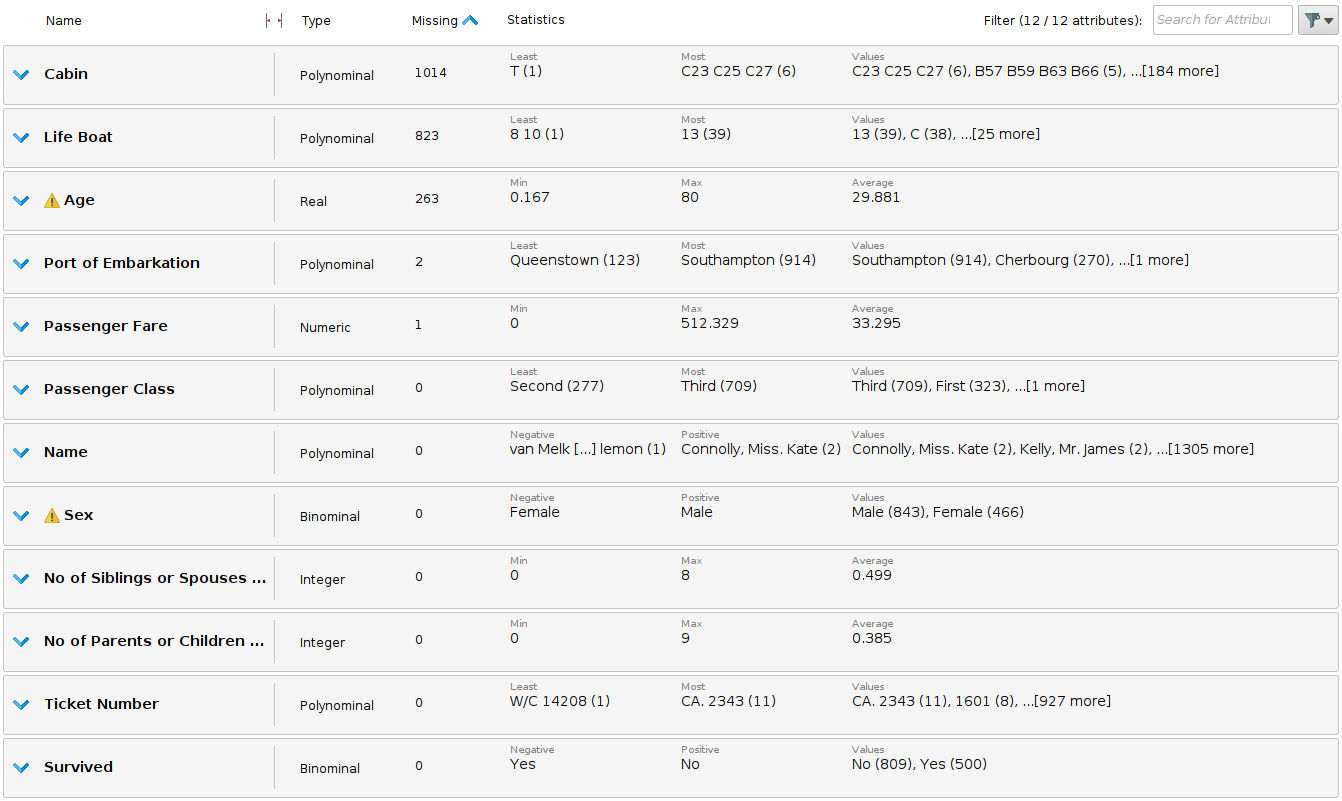 Name Type Missing Statistics Filter (12 / 12 attributes): Search for Attribut
Least Most Values
Cabin Polynominal 1014 T (1) C23 C25 C27 (6) C23 C25 C27 (6), B57 B59 B63 B66 (5), ...[184 more]
Least Most Values
Life Boat Polynominal 823 8 10 (1) 13 (39) 13 (39), C (38), ...[25 more]
Min Max Average
Age Real 263 0.167 80 29.881
Least Most Values
Port of Embarkation Polynominal 2 Queenstown (123) Southampton (914) Southampton (914), Cherbourg (270), ...[1 more]
Min Max Average
Passenger Fare Numeric 1 0 512.329 33.295
Least Most Values
Passenger Class Polynominal 0 Second (277) Third (709) Third (709), First (323), ...[1 more]
Negative Positive Values
Name Polynominal 0 van Melk [...] lemon (1) Connolly, Miss. Kate (2) Connolly, Miss. Kate (2), Kelly, Mr. James (2), ...[1305 more]
Negative Positive Values
Sex Binominal 0 Female Male Male (843), Female (466)
Min Max Average
No of Siblings or Spouses ... Integer 0 0 8 0.499
Min Max Average
No of Parents or Children ... Integer 0 0 9 0.385
Least Most Values
Ticket Number Polynominal 0 W/C 14208 (1) CA. 2343 (11) CA. 2343 (11), 1601 (8), ...[927 more]
Negative Positive Values
Survived Binominal 0 Yes No No (809), Yes (500)